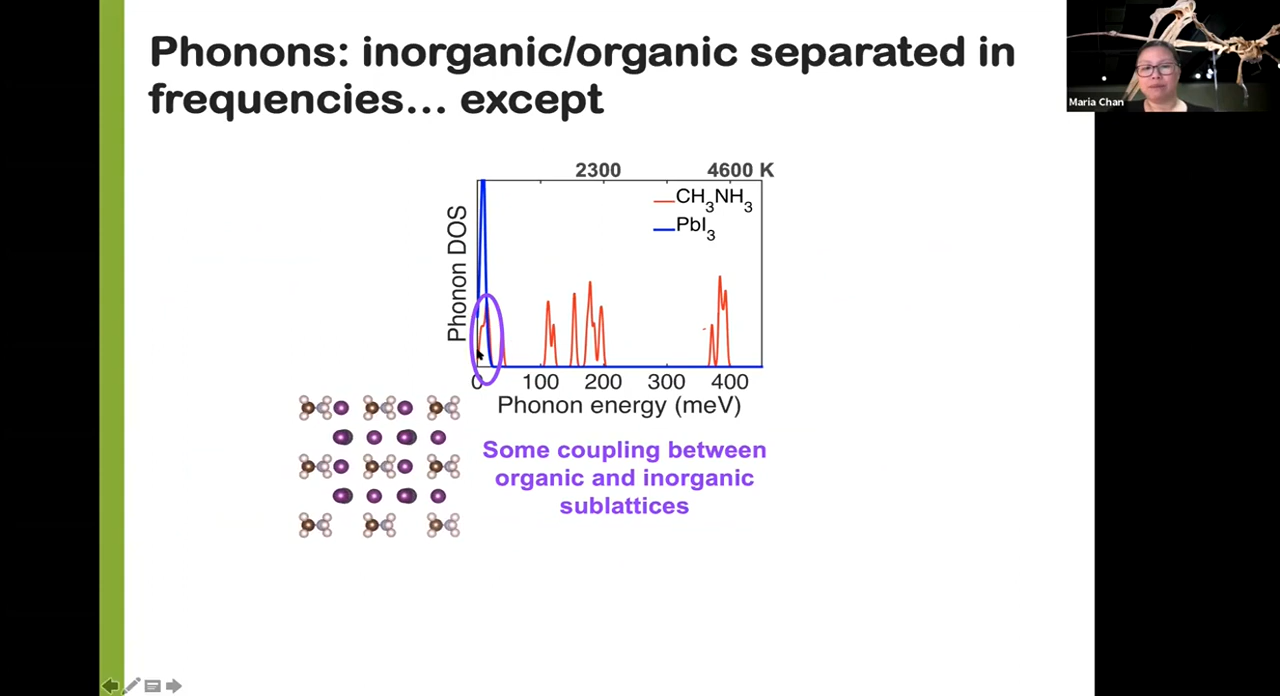 Phonons: inorganic/organic separated in
frequencies... except
Maria Chan
2300 4600 K
CH3NH3
PbI3
Phonon DOS
0 100 200 300 400
Phonon energy (meV)
Some coupling between
organic and inorganic
sublattices